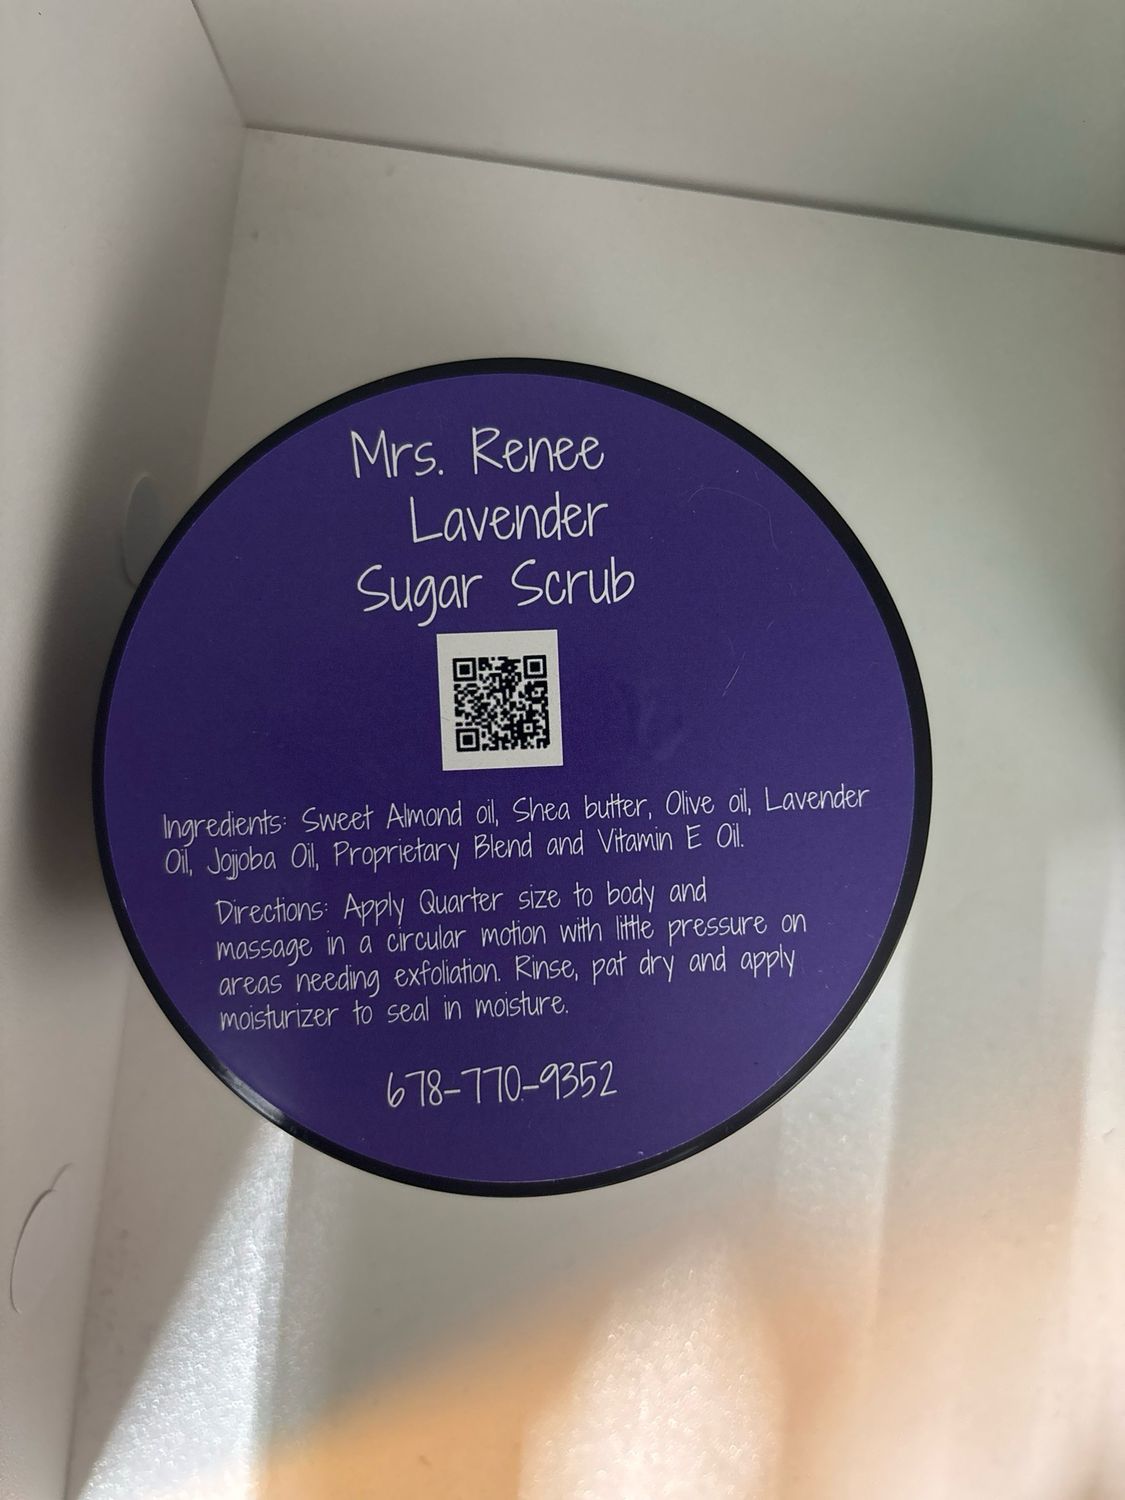 Mrs. Renee
Lavender
Sugar Scrub
Ingredients: Sweet Almond oil, Shea butter, Olive oil, Lavender
Oil, Jojjoba Oil, Proprietary Blend and Vitamin E Oil.
Directions: Apply Quarter size to body and
massage in a circular motion with little pressure on
areas needing exfoliation. Rinse, pat dry and apply
moisturizer to seal in moisture.
678-770-9352